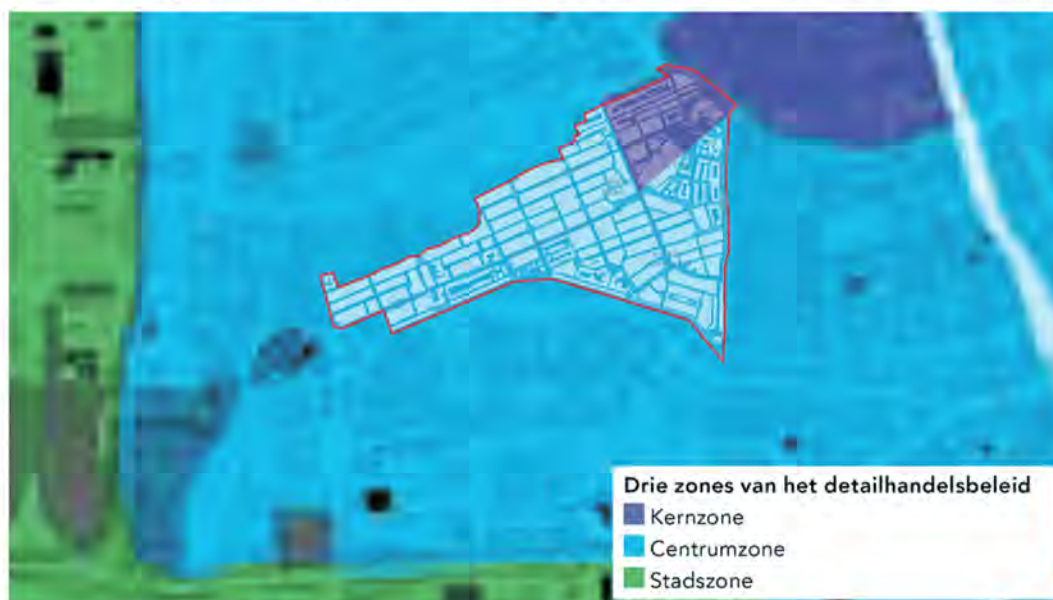 Drie zones van het detailhandelsbeleid
Kernzone
Centrumzone
Stadszone